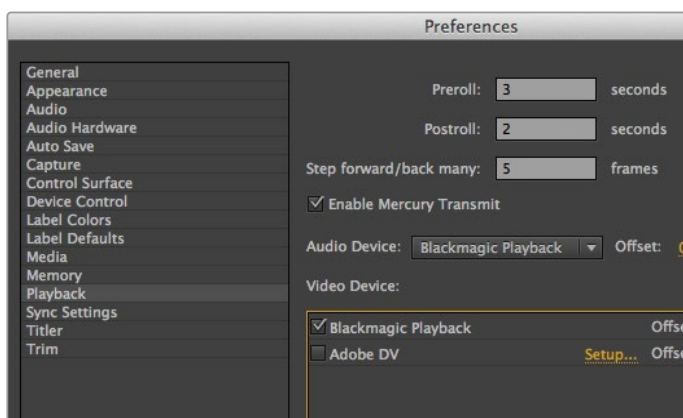 Preferences
General
Appearance
Audio
Audio Hardware
Auto Save
Capture
Control Surface
Device Control
Label Colors
Label Defaults
Media
Memory
Playback
Sync Settings
Titler
Trim
Preroll: 3 seconds
Postroll: 2 seconds
Step forward/back many: 5 frames
Enable Mercury Transmit
Audio Device: Blackmagic Playback Offset:
Video Device:
Blackmagic Playback Offse
Adobe DV Setup... Offse